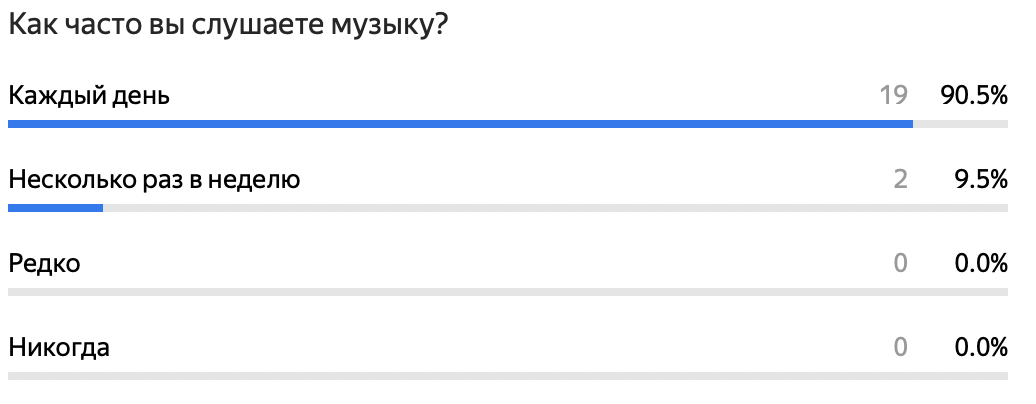 Как часто вы слушаете музыку?
Каждый день 19 90.5%
Несколько раз в неделю 2 9.5%
Редко 0 0.0%
Никогда 0 0.0%